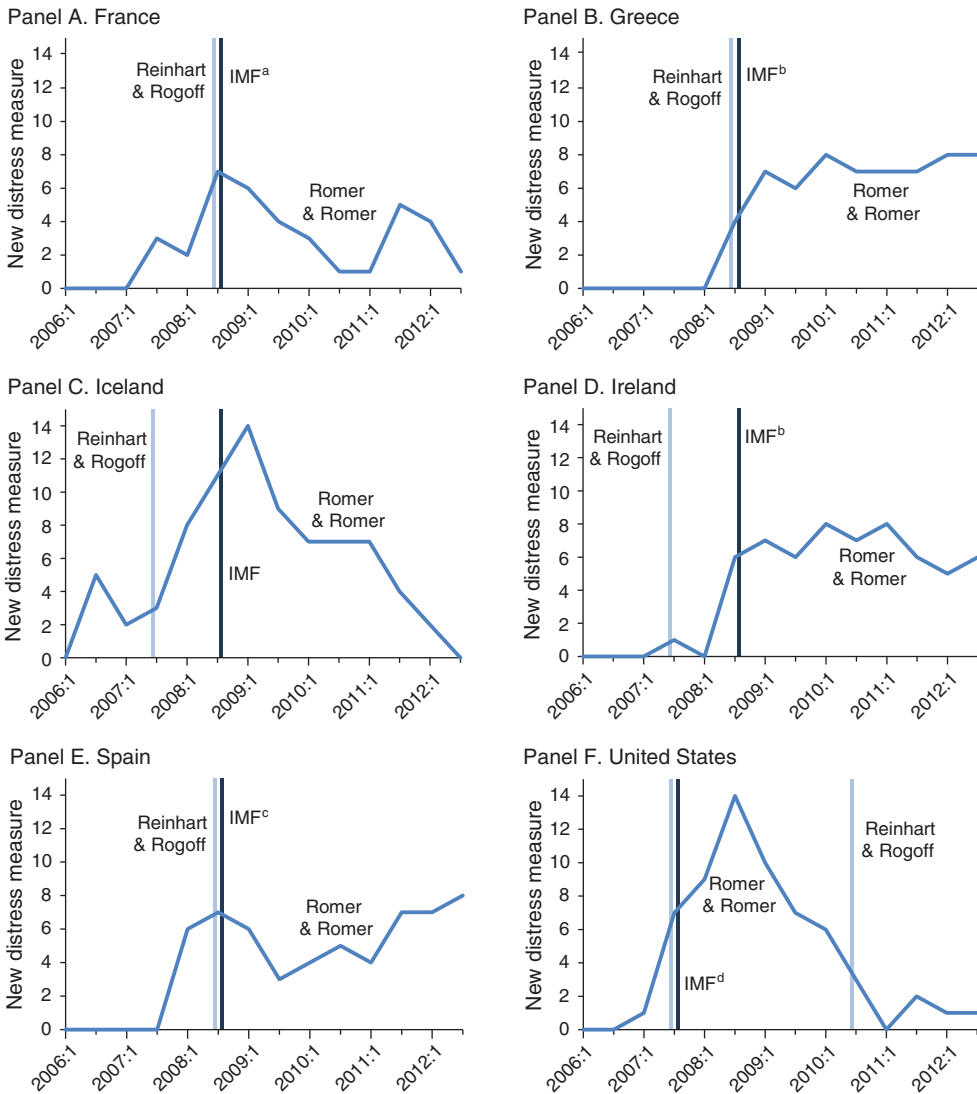 Panel A. France
New distress measure
14
12
10
8
6
4
2
0
Reinhart
& Rogoff
IMFᵃ
Romer
& Romer
2006:1
2007:1
2008:1
2009:1
2010:1
2011:1
2012:1
Panel B. Greece
New distress measure
14
12
10
8
6
4
2
0
Reinhart
& Rogoff
IMFᵇ
Romer
& Romer
2006:1
2007:1
2008:1
2009:1
2010:1
2011:1
2012:1
Panel C. Iceland
New distress measure
14
12
10
8
6
4
2
0
Reinhart
& Rogoff
Romer
& Romer
IMF
2006:1
2007:1
2008:1
2009:1
2010:1
2011:1
2012:1
Panel D. Ireland
New distress measure
14
12
10
8
6
4
2
0
Reinhart
& Rogoff
IMFᵇ
Romer
& Romer
2006:1
2007:1
2008:1
2009:1
2010:1
2011:1
2012:1
Panel E. Spain
New distress measure
14
12
10
8
6
4
2
0
Reinhart
& Rogoff
IMFᶜ
Romer
& Romer
2006:1
2007:1
2008:1
2009:1
2010:1
2011:1
2012:1
Panel F. United States
New distress measure
14
12
10
8
6
4
2
0
Reinhart
& Rogoff
Romer
& Romer
IMFᵈ
2006:1
2007:1
2008:1
2009:1
2010:1
2011:1
2012:1